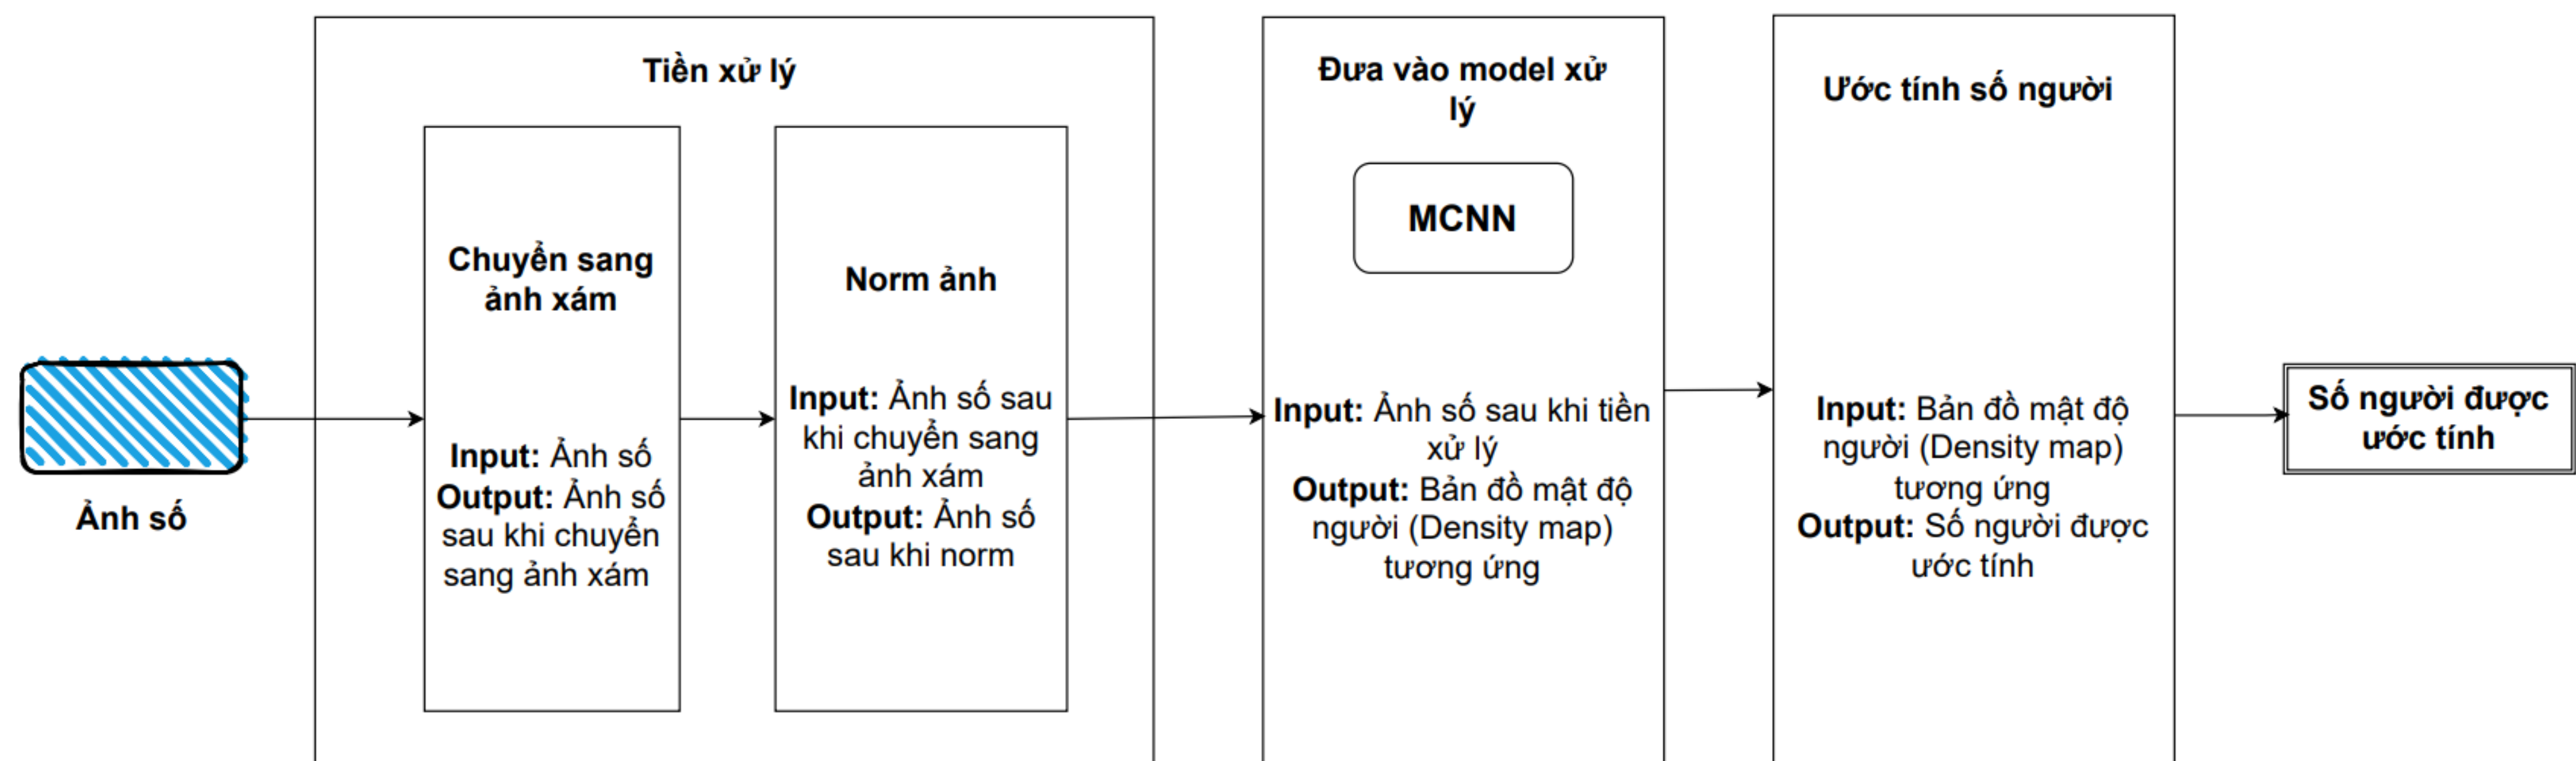 Ảnh số
Tiền xử lý
Chuyển sang
ảnh xám
Input: Ảnh số
Output: Ảnh số
sau khi chuyển
sang ảnh xám
Norm ảnh
Input: Ảnh số sau
khi chuyển sang
ảnh xám
Output: Ảnh số
sau khi norm
Đưa vào model xử
lý
MCNN
Input: Ảnh số sau khi tiền
xử lý
Output: Bản đồ mật độ
người (Density map)
tương ứng
Ước tính số người
Input: Bản đồ mật độ
người (Density map)
tương ứng
Output: Số người được
ước tính
Số người được
ước tính